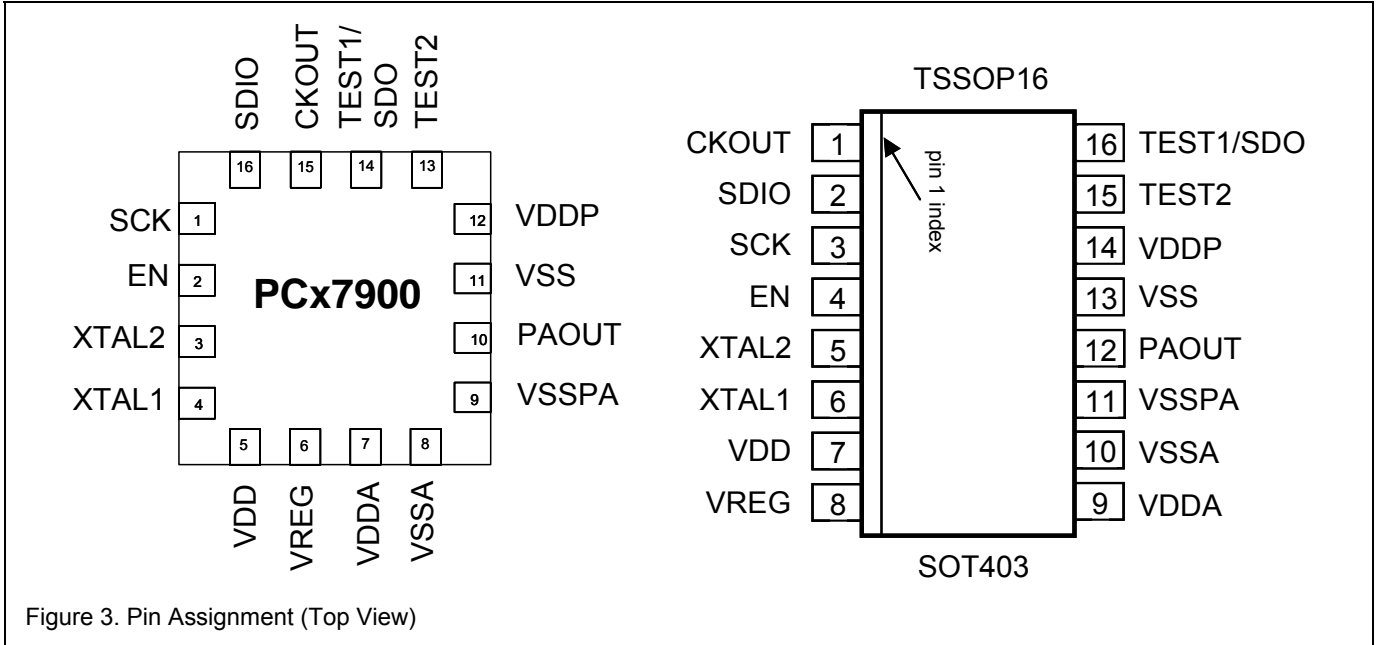 SDIO
CKOUT
TEST1/
SDO
TEST2
16
15
14
13
SCK 1
EN 2
XTAL2 3
XTAL1 4
PCx7900
12 VDDP
11 VSS
10 PAOUT
9 VSSPA
5
6
7
8
VDD
VREG
VDDA
VSSA
TSSOP16
CKOUT 1
SDIO 2
SCK 3
EN 4
XTAL2 5
XTAL1 6
VDD 7
VREG 8
pin 1 index
16 TEST1/SDO
15 TEST2
14 VDDP
13 VSS
12 PAOUT
11 VSSPA
10 VSSA
9 VDDA
SOT403
Figure 3. Pin Assignment (Top View)